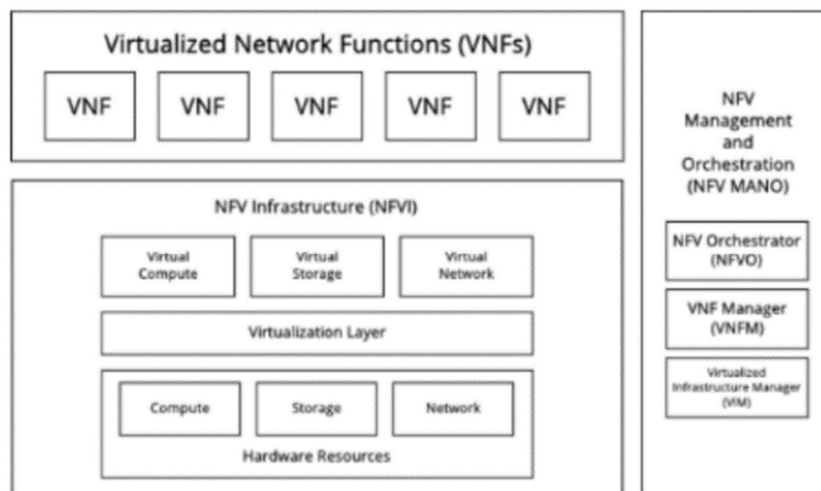 Virtualized Network Functions (VNFs)
VNF
VNF
VNF
VNF
VNF
NFV Infrastructure (NFVI)
Virtual
Compute
Virtual
Storage
Virtual
Network
Virtualization Layer
Compute
Storage
Network
Hardware Resources
NFV
Management
and
Orchestration
(NFV MANO)
NFV Orchestrator
(NFVO)
VNF Manager
(VNFM)
Virtualized
Infrastructure Manager
(VIM)